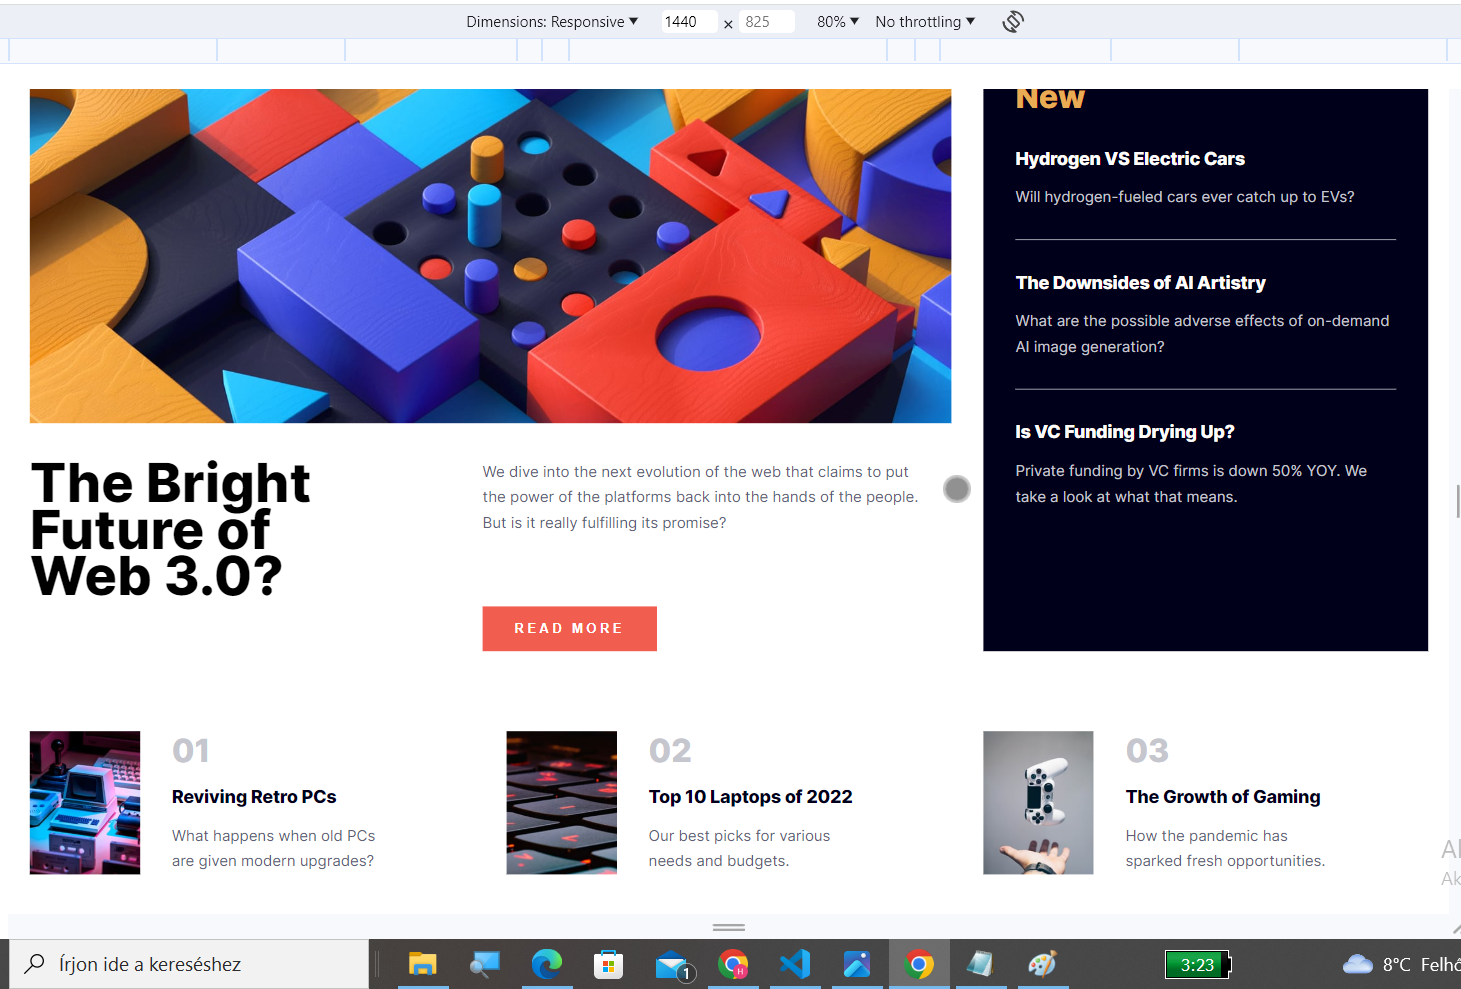 Dimensions: Responsive ▼ 1440 × 825 80% ▼ No throttling ▼
New
Hydrogen VS Electric Cars
Will hydrogen-fueled cars ever catch up to EVs?
The Downsides of AI Artistry
What are the possible adverse effects of on-demand
AI image generation?
Is VC Funding Drying Up?
Private funding by VC firms is down 50% YOY. We
take a look at what that means.
The Bright
Future of
Web 3.0?
We dive into the next evolution of the web that claims to put
the power of the platforms back into the hands of the people.
But is it really fulfilling its promise?
READ MORE
01
Reviving Retro PCs
What happens when old PCs
are given modern upgrades?
02
Top 10 Laptops of 2022
Our best picks for various
needs and budgets.
03
The Growth of Gaming
How the pandemic has
sparked fresh opportunities.
Ak
Írjon ide a kereséshez
1
H
3:23
8°C Felhő